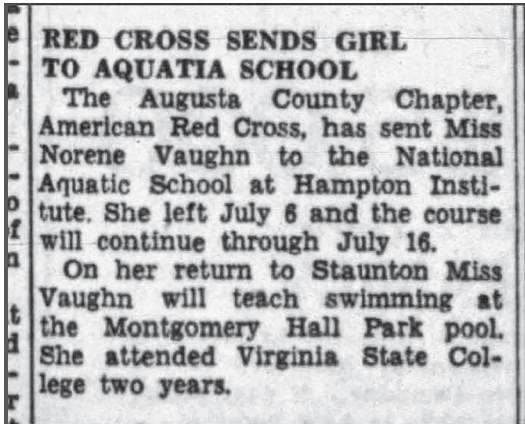 RED CROSS SENDS GIRL
TO AQUATIA SCHOOL
The Augusta County Chapter,
American Red Cross, has sent Miss
Norene Vaughn to the National
Aquatic School at Hampton Insti-
tute. She left July 6 and the course
will continue through July 16.
On her return to Staunton Miss
Vaughn will teach swimming at
the Montgomery Hall Park pool.
She attended Virginia State Col-
lege two years.